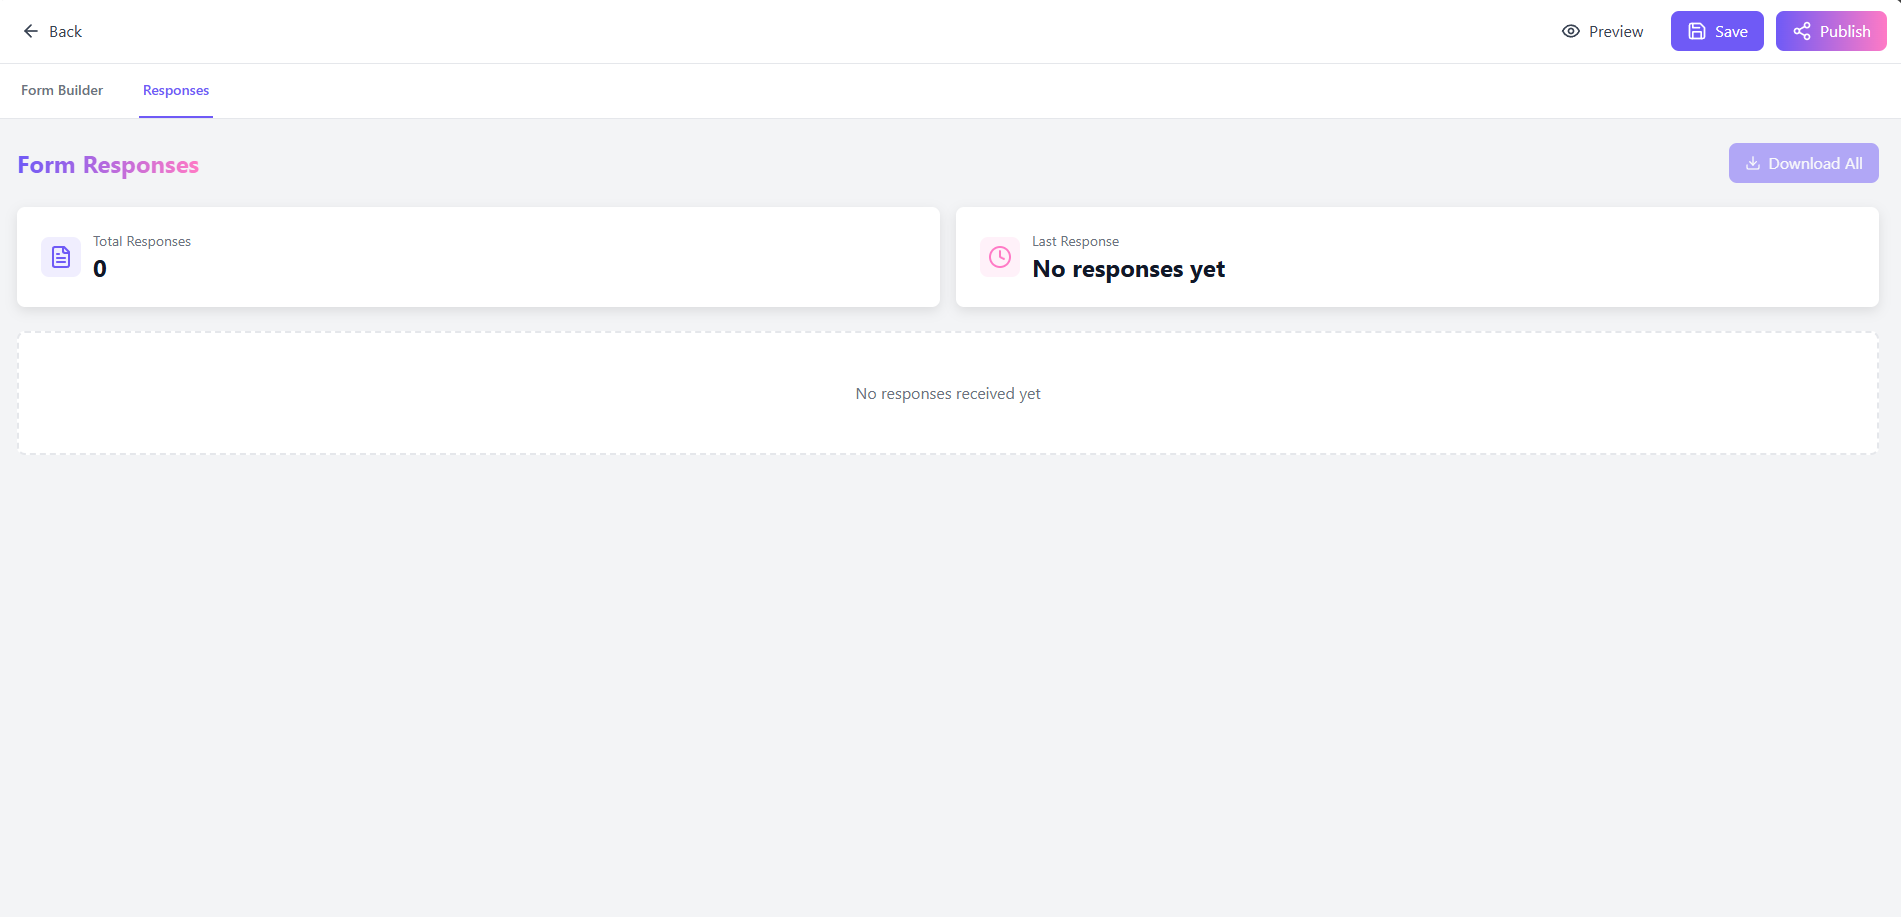 Back
Preview
Save
Publish
Form Builder
Responses
Form Responses
Download All
Total Responses
0
Last Response
No responses yet
No responses received yet